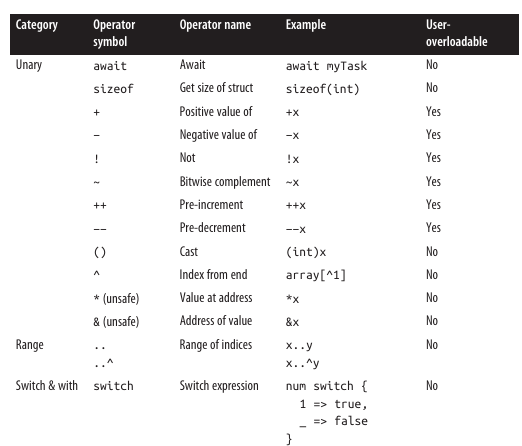 Category Operator symbol Operator name Example User-overloadable
Unary await Await await myTask No
sizeof Get size of struct sizeof(int) No
+ Positive value of +x Yes
– Negative value of –x Yes
! Not !x Yes
~ Bitwise complement ~x Yes
++ Pre-increment ++x Yes
–– Pre-decrement ––x Yes
() Cast (int)x No
^ Index from end array[^1] No
* (unsafe) Value at address *x No
& (unsafe) Address of value &x No
Range .. Range of indices x..y No
..^ x..^y
Switch & with switch Switch expression num switch { No
1 => true,
_ => false
}